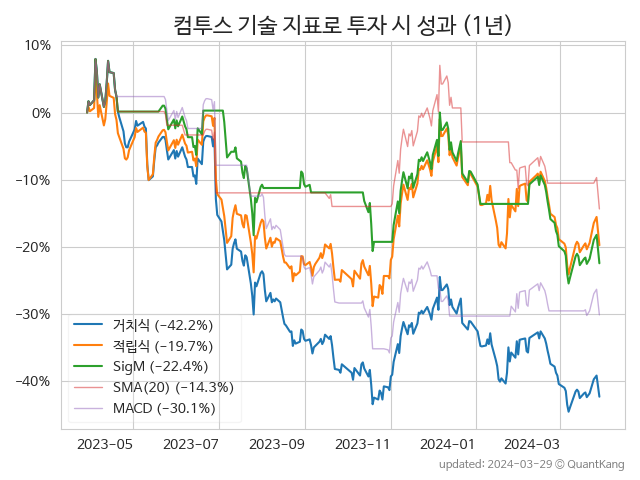 컴투스 기술 지표로 투자 시 성과 (1년)
10%
0%
−10%
−20%
−30%
−40%
거치식 (−42.2%)
적립식 (−19.7%)
SigM (−22.4%)
SMA(20) (−14.3%)
MACD (−30.1%)
2023−05
2023−07
2023−09
2023−11
2024−01
2024−03
updated: 2024−03−29 © QuantKang